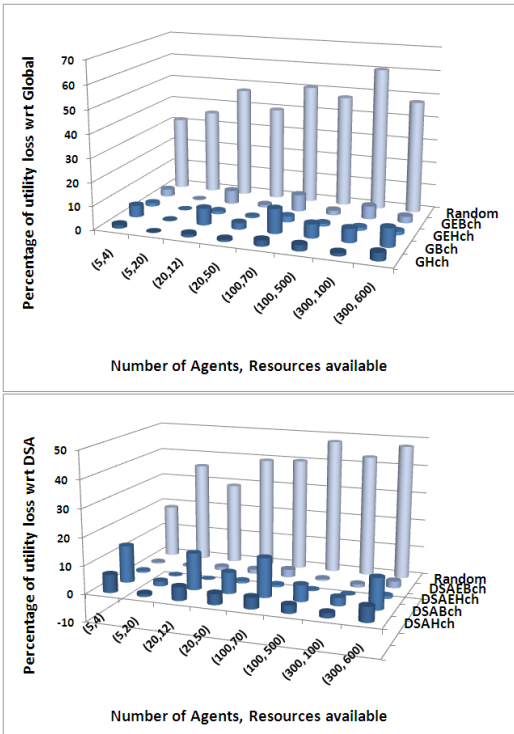 Percentage of utility loss wrt Global
70
60
50
40
30
20
10
0
(5,4)
(5,20)
(20,12)
(20,50)
(100,70)
(100, 500)
(300, 100)
(300, 600)
Random
GEBch
GEHch
GBch
GHch
Number of Agents, Resources available
Percentage of utility loss wrt DSA
50
40
30
20
10
0
-10
(5,4)
(5,20)
(20,12)
(20,50)
(100,70)
(100, 500)
(300, 100)
(300, 600)
Random
DSAEBch
DSAEHch
DSABch
DSAHch
Number of Agents, Resources available